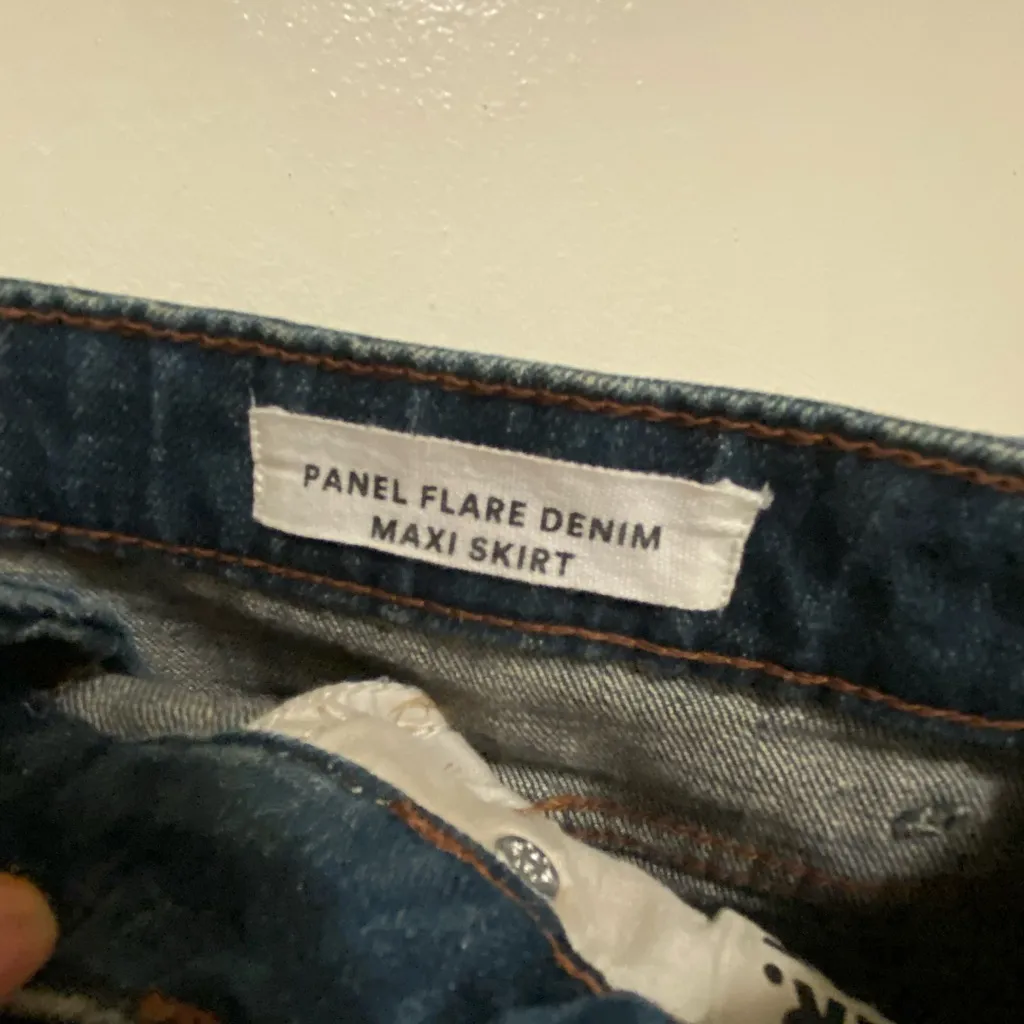 PANEL FLARE DENIM
MAXI SKIRT
R.